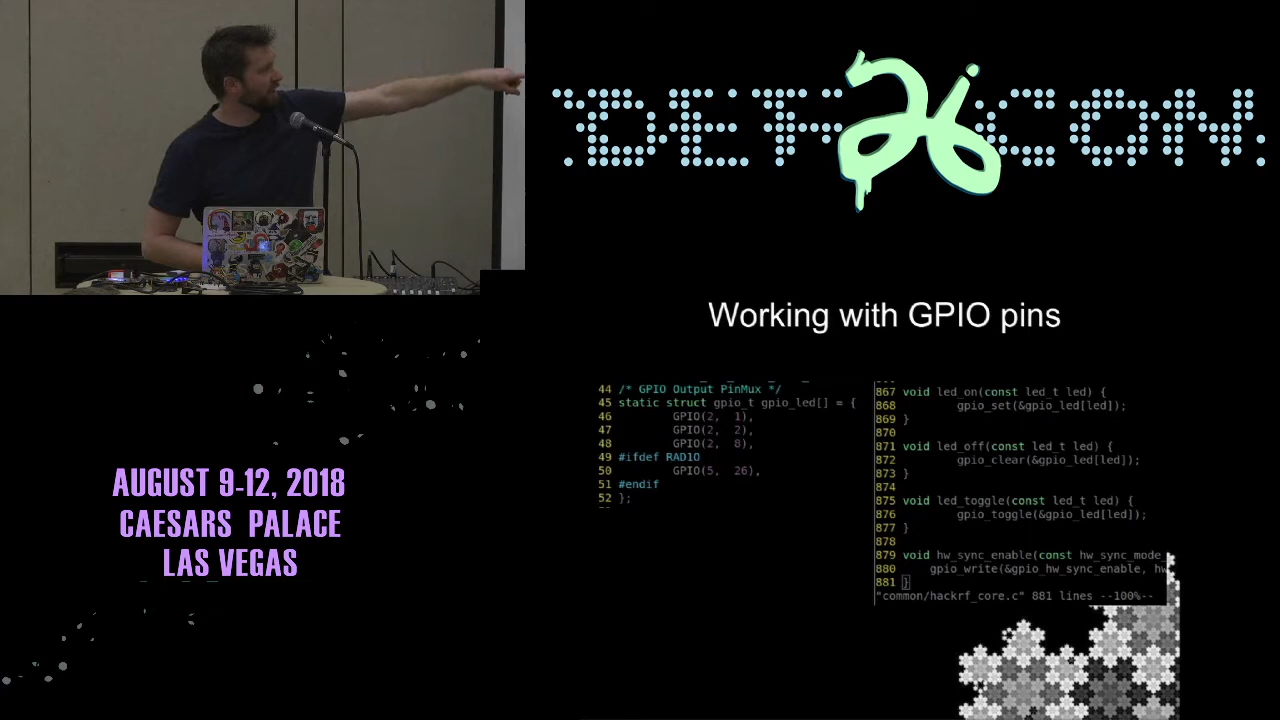 DEF 26 CON
Working with GPIO pins
44 /* GPIO Output PinMux */
45 static struct gpio_t gpio_led[] = {
46 GPIO(2, 1),
47 GPIO(2, 2),
48 GPIO(2, 8),
49 #ifdef RAD1O
50 GPIO(5, 26),
51 #endif
52 };
867 void led_on(const led_t led) {
868 gpio_set(&gpio_led[led]);
869 }
870
871 void led_off(const led_t led) {
872 gpio_clear(&gpio_led[led]);
873 }
874
875 void led_toggle(const led_t led) {
876 gpio_toggle(&gpio_led[led]);
877 }
878
879 void hw_sync_enable(const hw_sync_mode
880 gpio_write(&gpio_hw_sync_enable, hw
881 }
"common/hackrf_core.c" 881 lines --100%--
AUGUST 9-12, 2018
CAESARS PALACE
LAS VEGAS